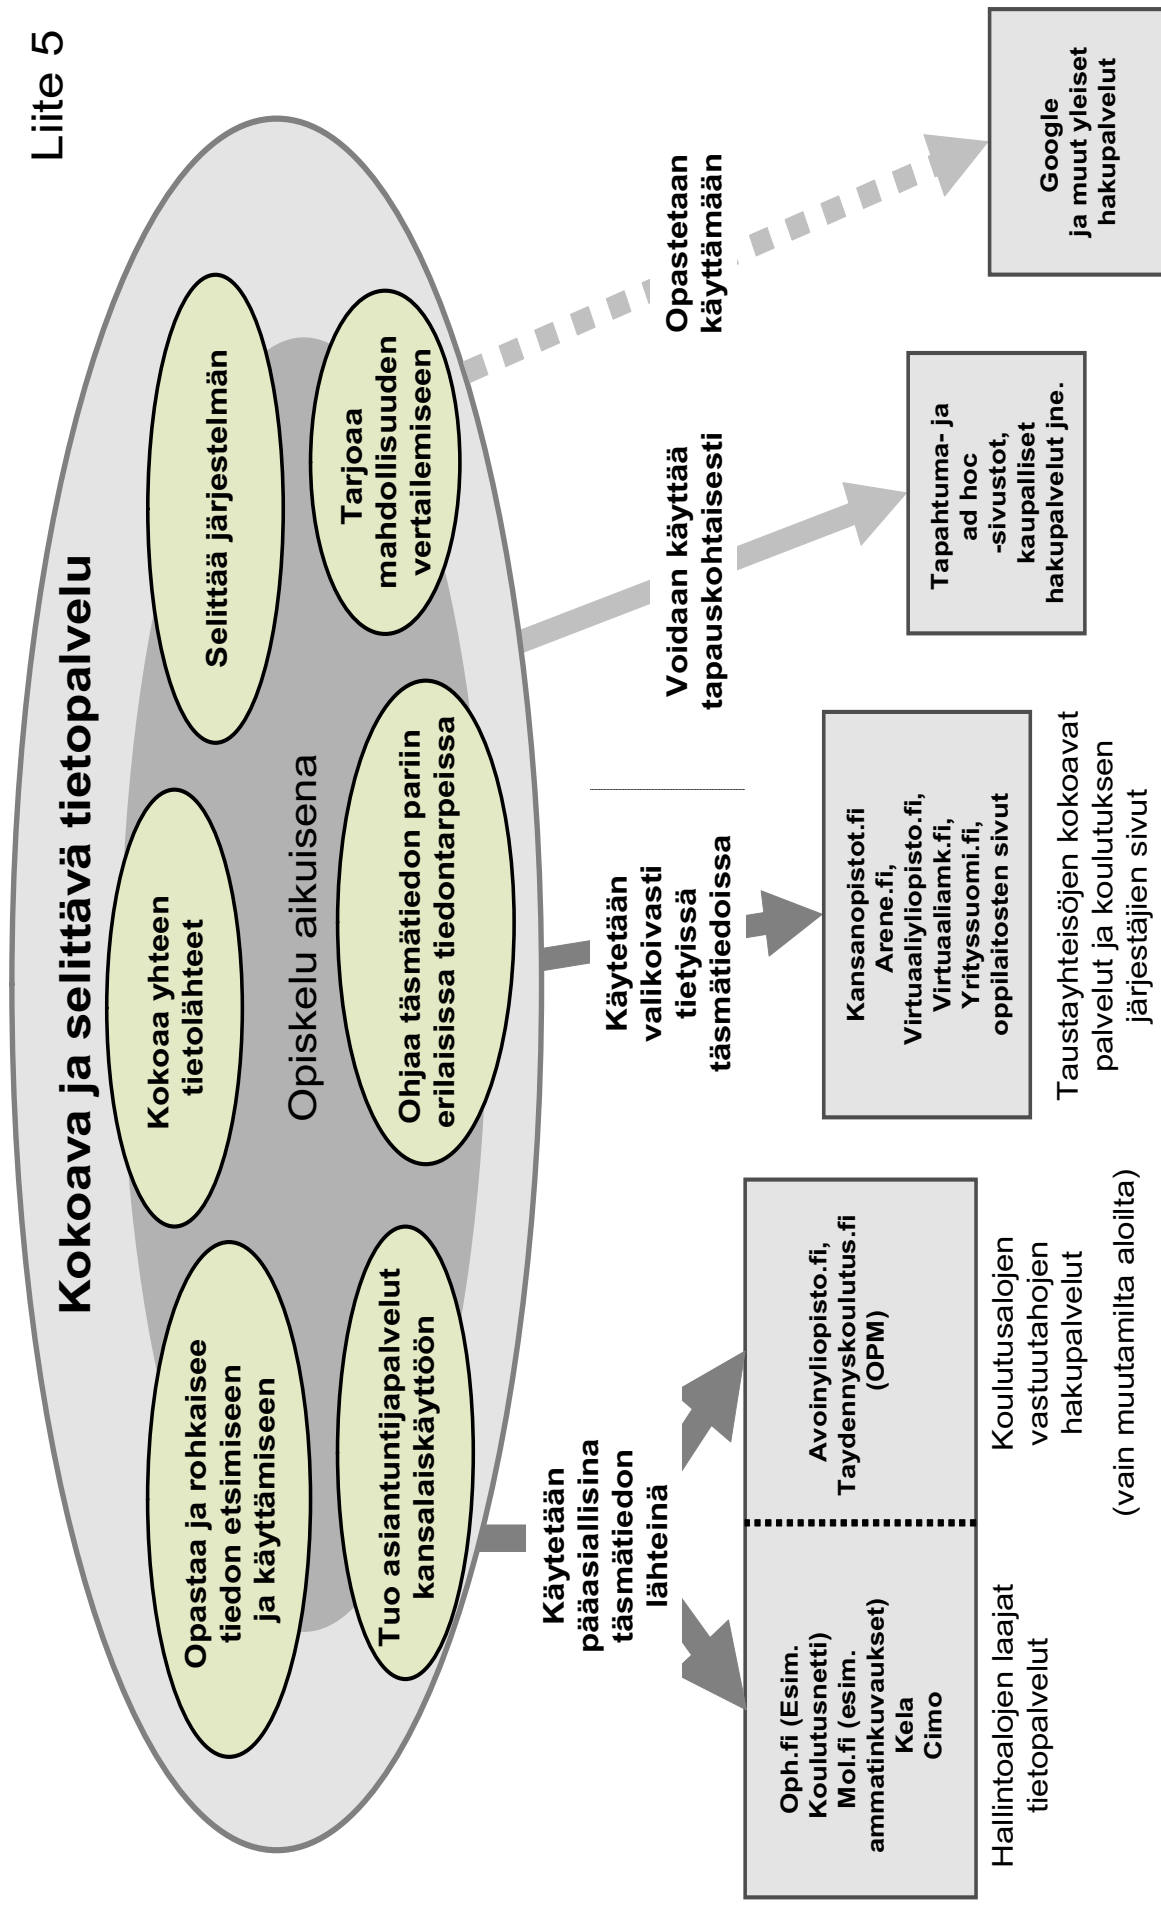 Liite 5
Kokoava ja selittävä tietopalvelu
Opastaa ja rohkaisee
tiedon etsimiseen
ja käyttämiseen
Kokoaa yhteen
tietolähteet
Selittää järjestelmän
Opiskelu aikuisena
Tuo asiantuntijapalvelut
kansalaiskäyttöön
Ohjaa täsmätiedon pariin
erilaisissa tiedontarpeissa
Tarjoaa
mahdollisuuden
vertailemiseen
Käytetään
pääasiallisina
täsmätiedon
lähteinä
Käytetään
valikoivasti
tietyissä
täsmätiedoissa
Voidaan käyttää
tapauskohtaisesti
Opastetaan
käyttämään
Oph.fi (Esim.
Koulutusnetti)
Mol.fi (esim.
ammatinkuvaukset)
Kela
Cimo
Avoinyliopisto.fi,
Taydennyskoulutus.fi
(OPM)
Kansanopistot.fi
Arene.fi,
Virtuaaliyliopisto.fi,
Virtuaaliamk.fi,
Yrityssuomi.fi,
oppilaitosten sivut
Tapahtuma- ja
ad hoc
-sivustot,
kaupalliset
hakupalvelut jne.
Google
ja muut yleiset
hakupalvelut
Hallintoalojen laajat
tietopalvelut
Koulutusalojen
vastuutahojen
hakupalvelut
(vain muutamilta aloilta)
Taustayhteisöjen kokoavat
palvelut ja koulutuksen
järjestäjien sivut